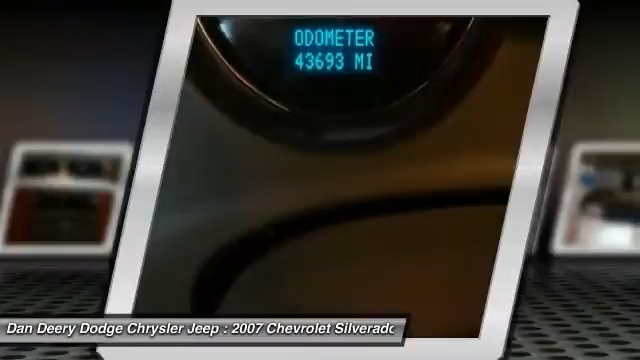 ODOMETER
43693 MI
Dan Deery Dodge Chrysler Jeep : 2007 Chevrolet Silverado